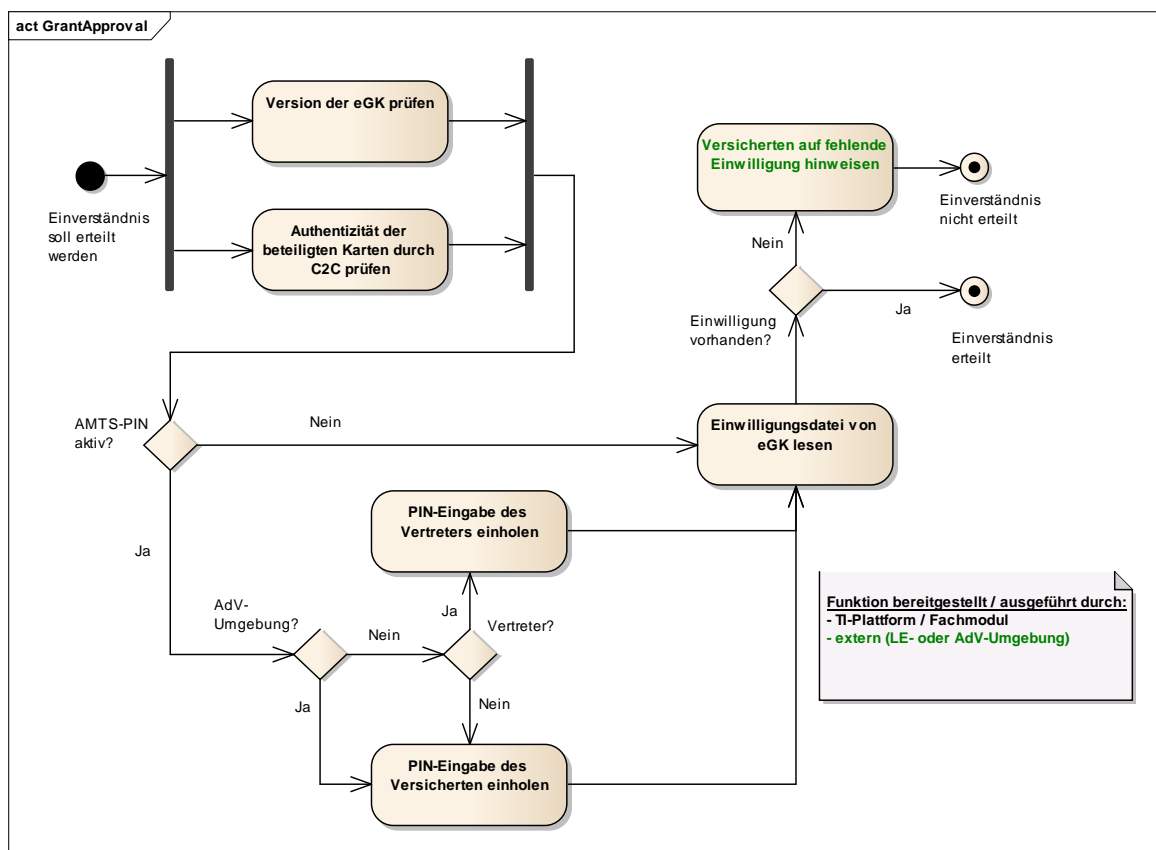 act GrantApproval
Version der eGK prüfen
Einverständnis
soll erteilt
werden
Authentizität der
beteiligten Karten durch
C2C prüfen
Versicherten auf fehlende
Einwilligung hinweisen
Einverständnis
nicht erteilt
Nein
Ja
Einwilligung
vorhanden?
Einverständnis
erteilt
AMTS-PIN
aktiv?
Nein
Einwilligungsdatei von
eGK lesen
Ja
PIN-Eingabe des
Vertreters einholen
AdV-
Umgebung?
Nein
Ja
Vertreter?
Ja
Nein
PIN-Eingabe des
Versicherten einholen
Funktion bereitgestellt / ausgeführt durch:
- TI-Plattform / Fachmodul
- extern (LE- oder AdV-Umgebung)